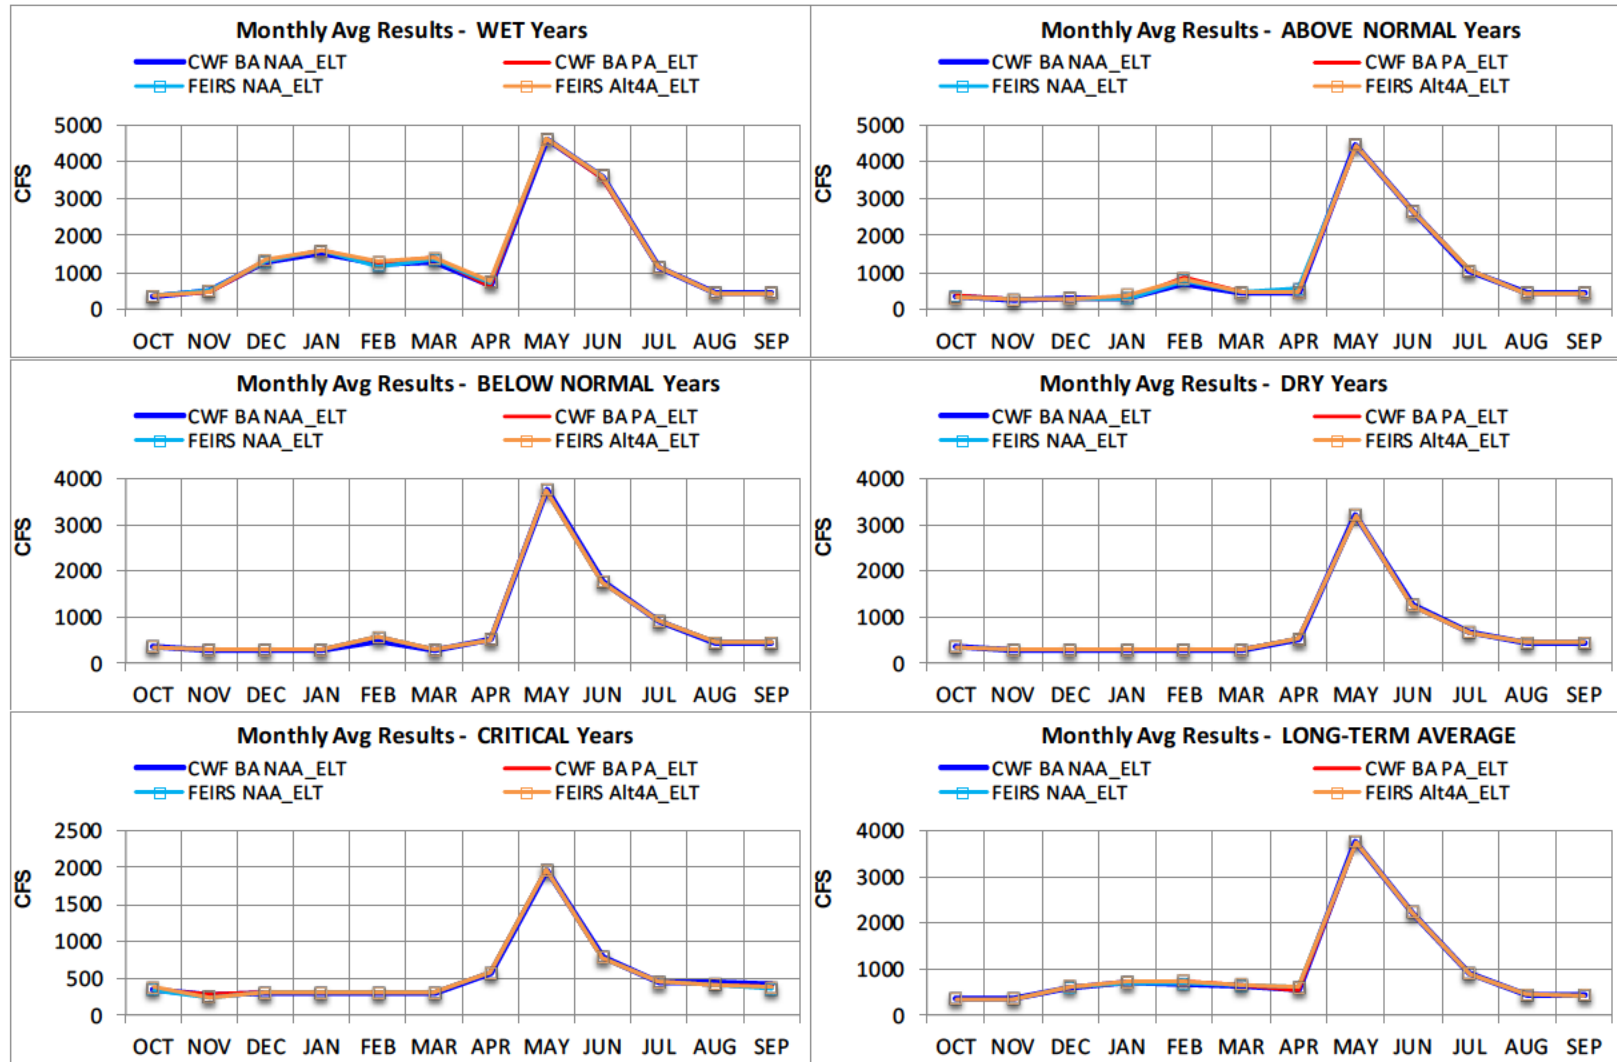 Monthly Avg Results - WET Years
CWF BA NAA_ELT CWF BA PA_ELT
FEIRS NAA_ELT FEIRS Alt4A_ELT
5000
4000
3000
2000
1000
0
CFS
OCT NOV DEC JAN FEB MAR APR MAY JUN JUL AUG SEP
Monthly Avg Results - ABOVE NORMAL Years
CWF BA NAA_ELT CWF BA PA_ELT
FEIRS NAA_ELT FEIRS Alt4A_ELT
5000
4000
3000
2000
1000
0
CFS
OCT NOV DEC JAN FEB MAR APR MAY JUN JUL AUG SEP
Monthly Avg Results - BELOW NORMAL Years
CWF BA NAA_ELT CWF BA PA_ELT
FEIRS NAA_ELT FEIRS Alt4A_ELT
4000
3000
2000
1000
0
CFS
OCT NOV DEC JAN FEB MAR APR MAY JUN JUL AUG SEP
Monthly Avg Results - DRY Years
CWF BA NAA_ELT CWF BA PA_ELT
FEIRS NAA_ELT FEIRS Alt4A_ELT
4000
3000
2000
1000
0
CFS
OCT NOV DEC JAN FEB MAR APR MAY JUN JUL AUG SEP
Monthly Avg Results - CRITICAL Years
CWF BA NAA_ELT CWF BA PA_ELT
FEIRS NAA_ELT FEIRS Alt4A_ELT
2500
2000
1500
1000
500
0
CFS
OCT NOV DEC JAN FEB MAR APR MAY JUN JUL AUG SEP
Monthly Avg Results - LONG-TERM AVERAGE
CWF BA NAA_ELT CWF BA PA_ELT
FEIRS NAA_ELT FEIRS Alt4A_ELT
4000
3000
2000
1000
0
CFS
OCT NOV DEC JAN FEB MAR APR MAY JUN JUL AUG SEP